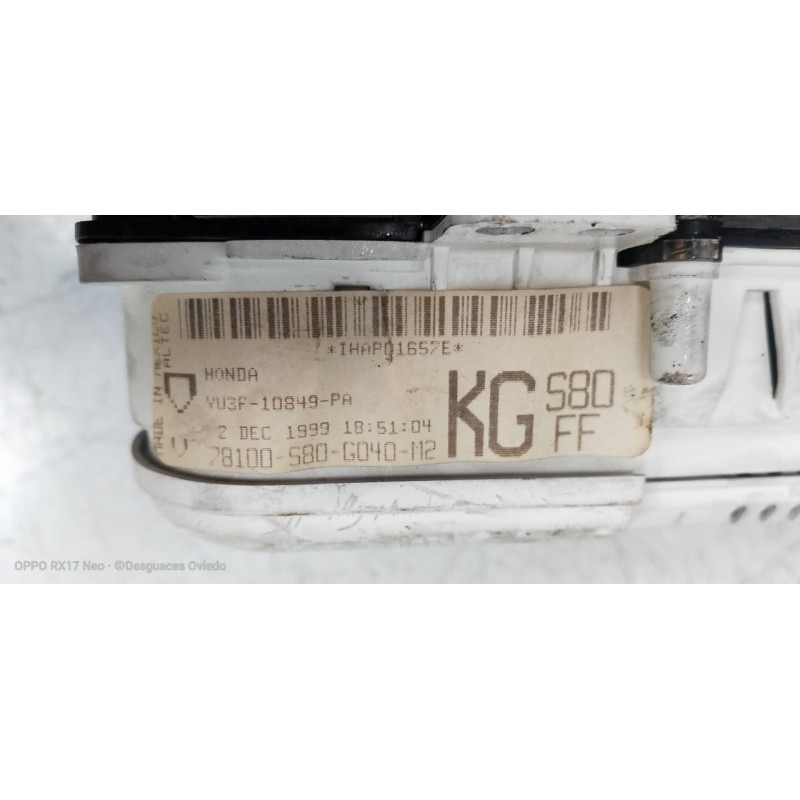 *IHAP01657E*
MADE IN MEXICO
ALTEC
HONDA
YU3F-10849-PA
2 DEC 1999 18:51:04
78100-S80-G040-M2
KG
S80
FF
V
OPPO RX17 Neo · ©Desguaces Oviedo